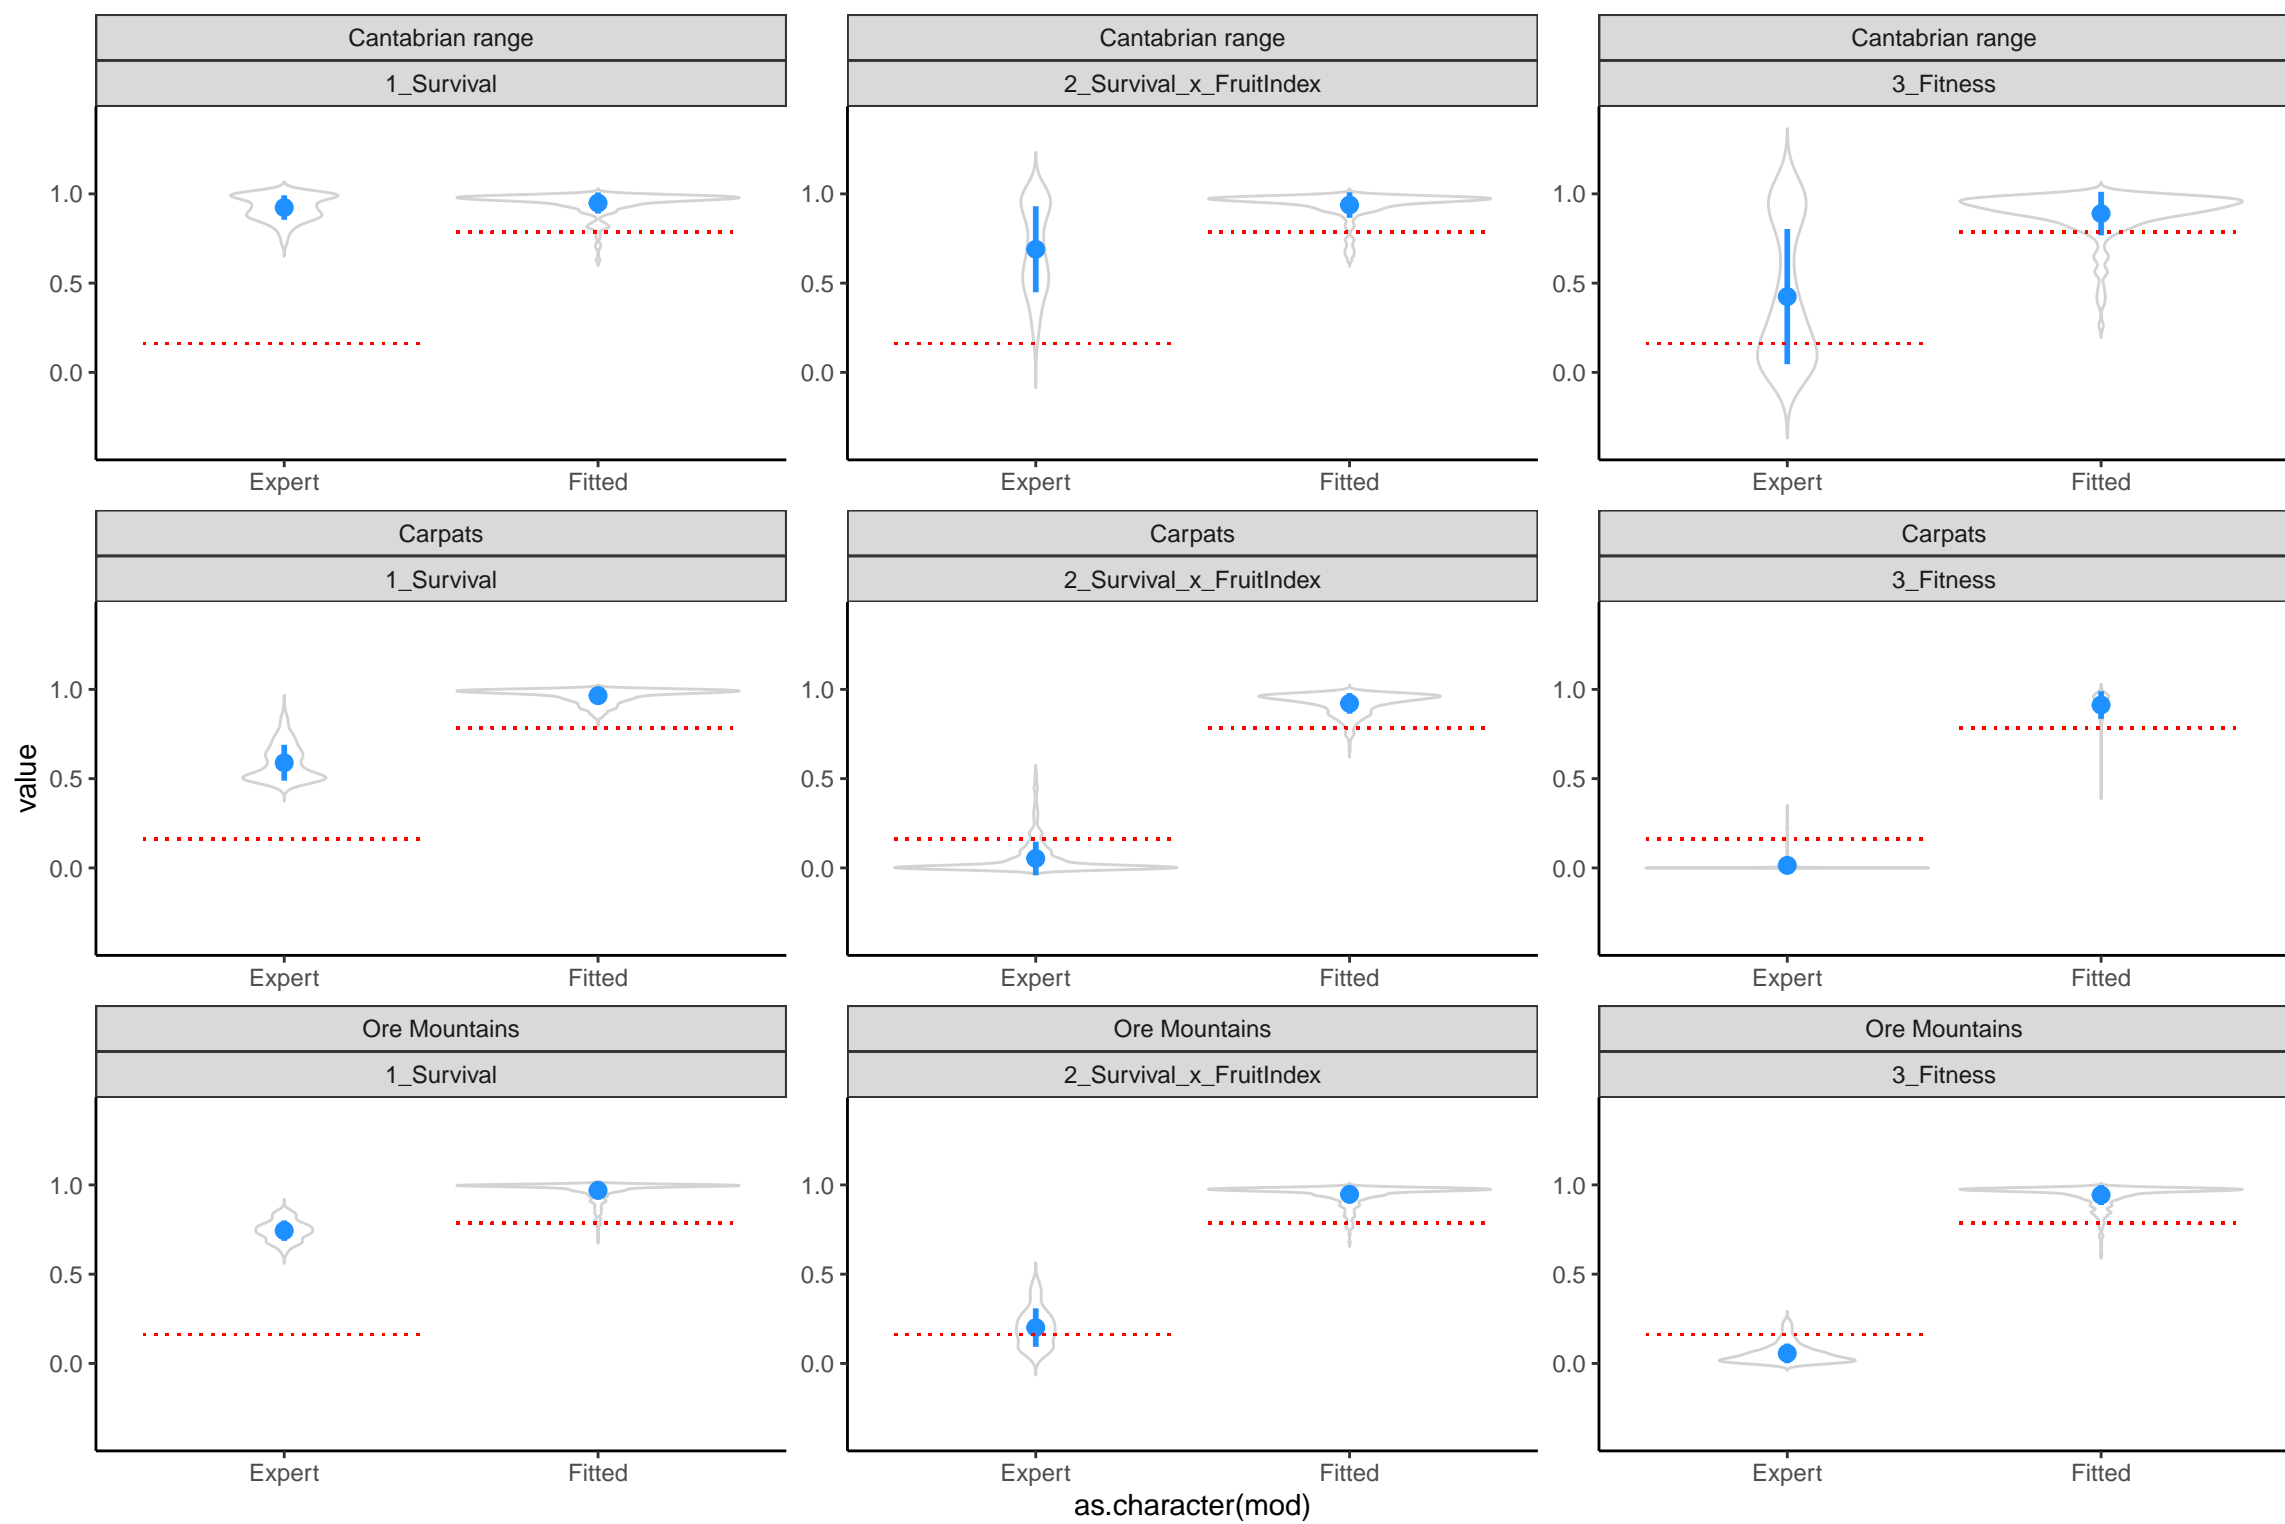 Cantabrian range
Cantabrian range
Cantabrian range
1_Survival
2_Survival_x_FruitIndex
3_Fitness
1.0
0.5
0.0
1.0
0.5
0.0
1.0
0.5
0.0
Expert
Fitted
Expert
Fitted
Expert
Fitted
Carpats
Carpats
Carpats
1_Survival
2_Survival_x_FruitIndex
3_Fitness
value
1.0
0.5
0.0
1.0
0.5
0.0
1.0
0.5
0.0
Expert
Fitted
Expert
Fitted
Expert
Fitted
Ore Mountains
Ore Mountains
Ore Mountains
1_Survival
2_Survival_x_FruitIndex
3_Fitness
1.0
0.5
0.0
1.0
0.5
0.0
1.0
0.5
0.0
Expert
Fitted
Expert
Fitted
Expert
Fitted
as.character(mod)